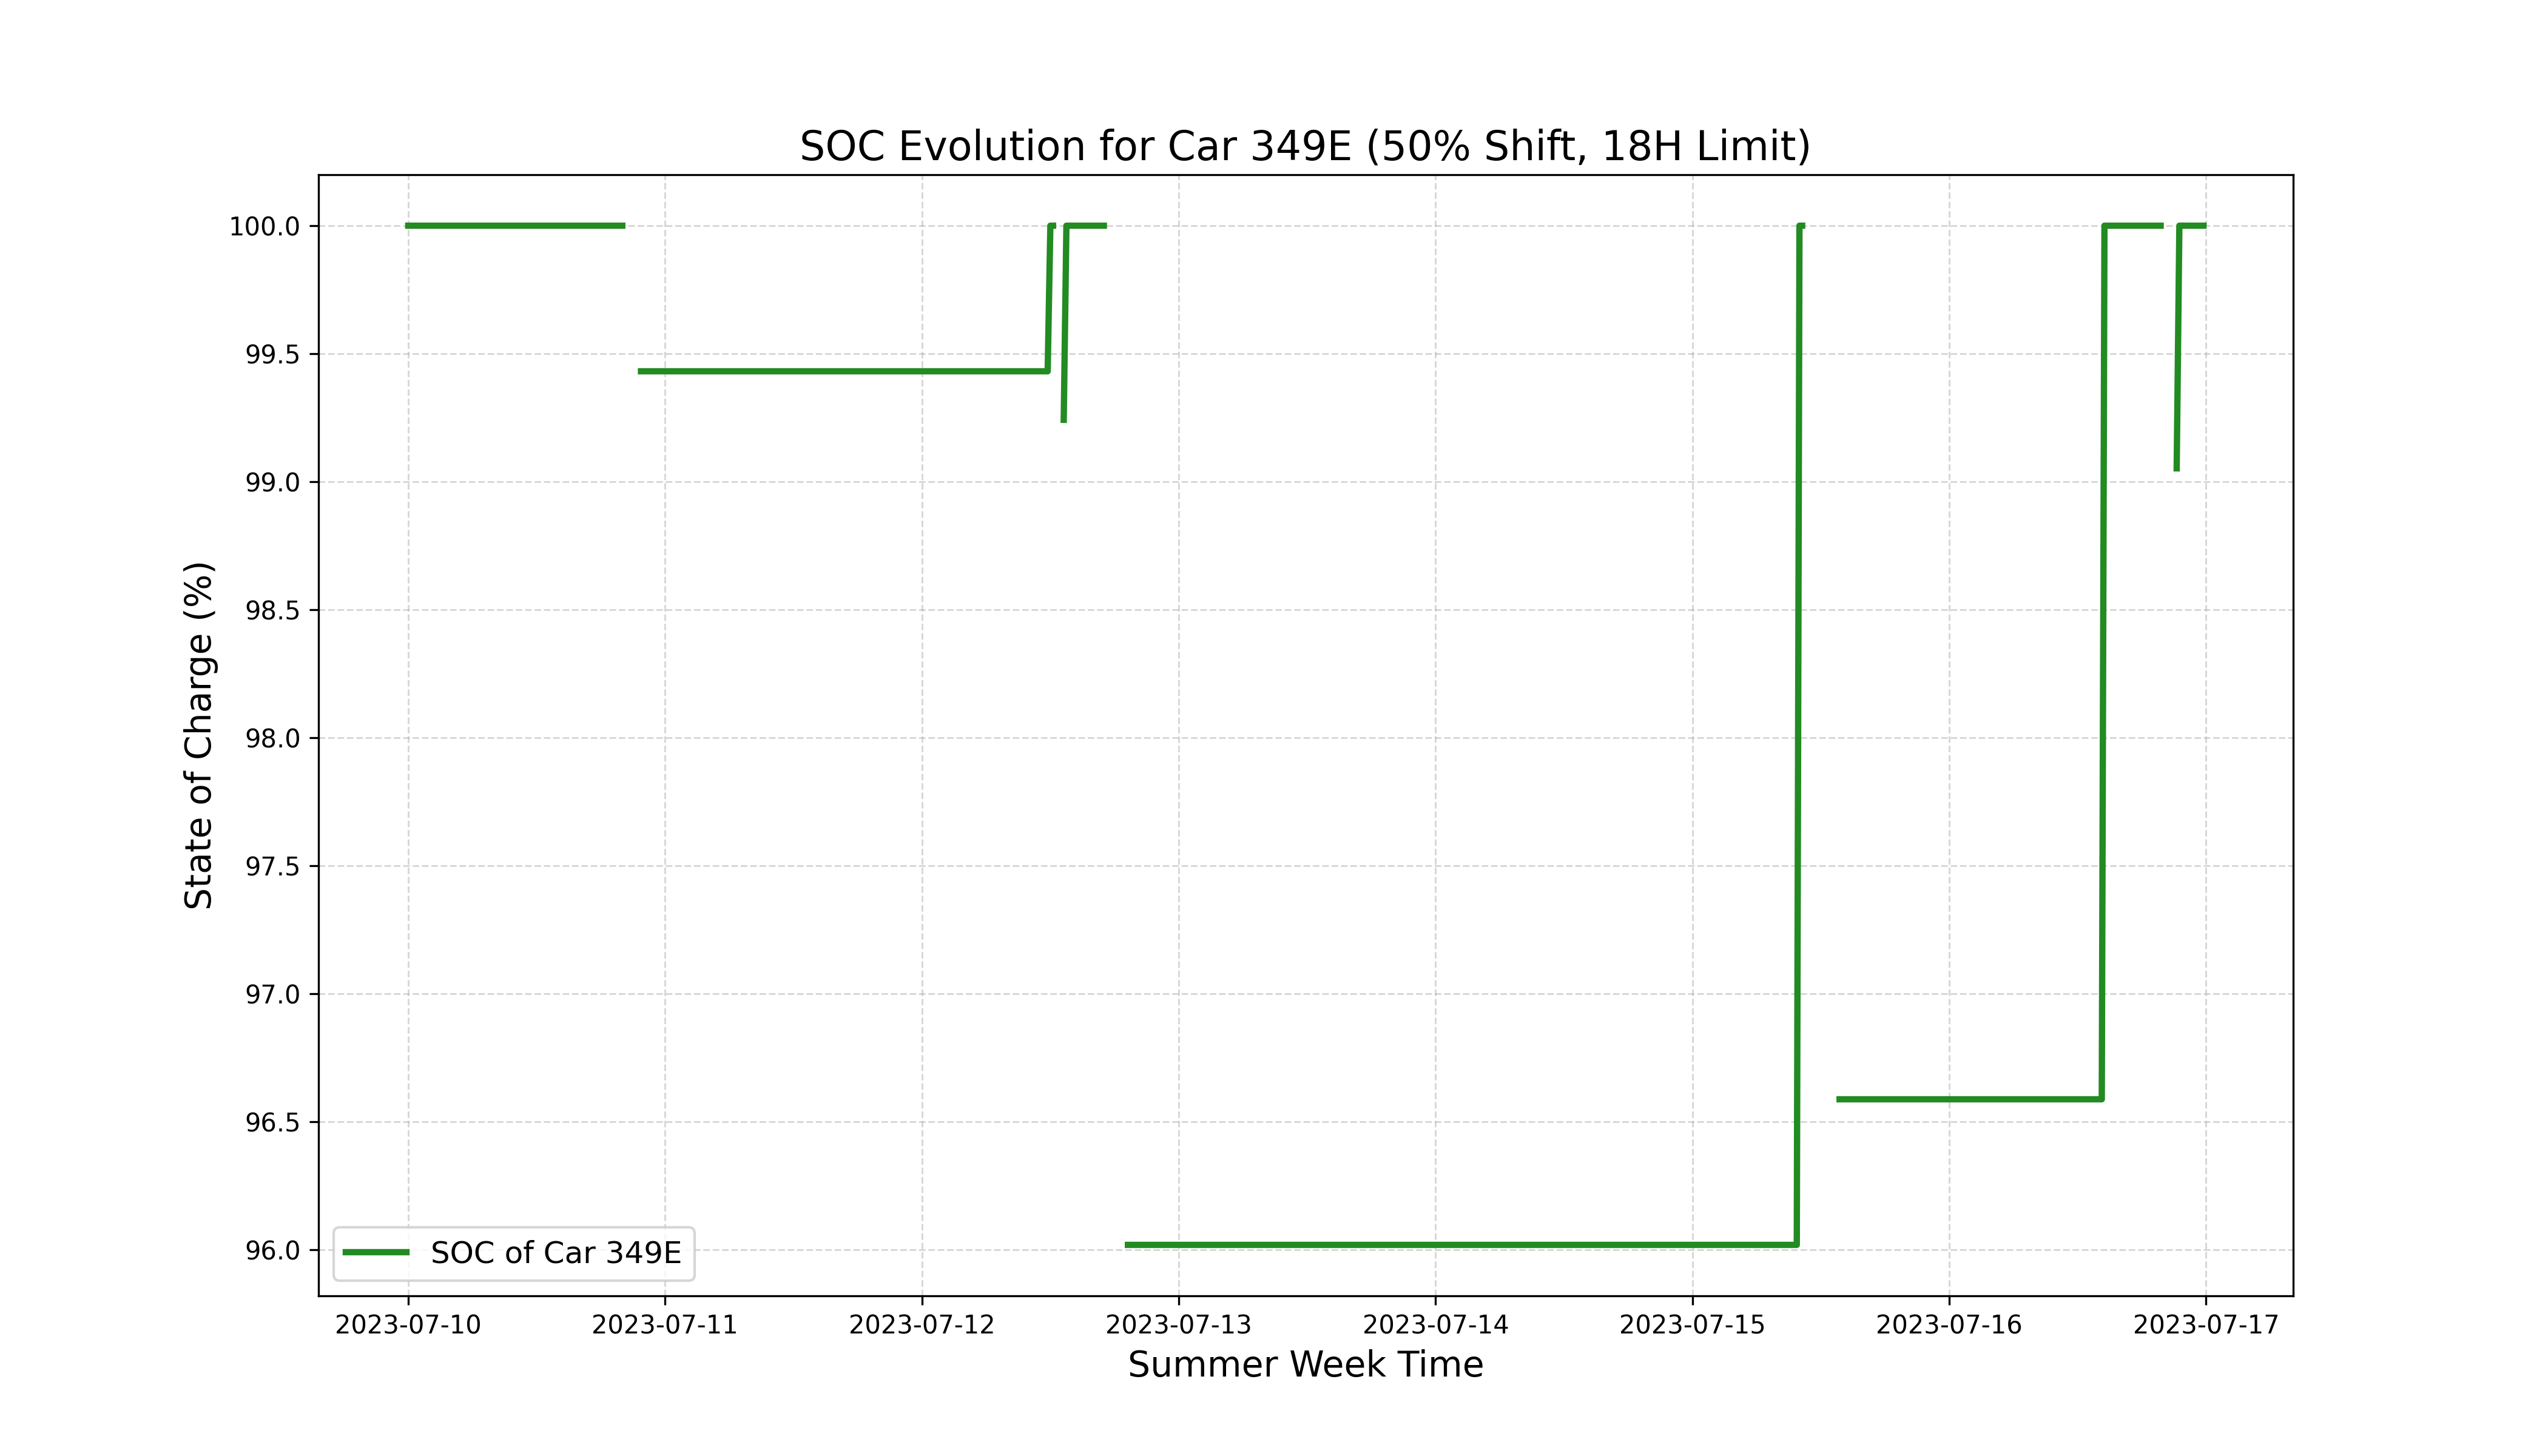 SOC Evolution for Car 349E (50% Shift, 18H Limit)
State of Charge (%)
100.0
99.5
99.0
98.5
98.0
97.5
97.0
96.5
96.0
SOC of Car 349E
2023-07-10 2023-07-11 2023-07-12 2023-07-13 2023-07-14 2023-07-15 2023-07-16 2023-07-17
Summer Week Time